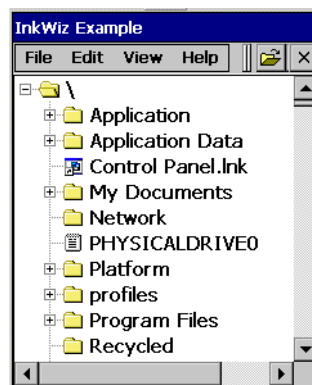 InkWiz Example
File Edit View Help
\
Application
Application Data
Control Panel.lnk
My Documents
Network
PHYSICALDRIVE0
Platform
profiles
Program Files
Recycled